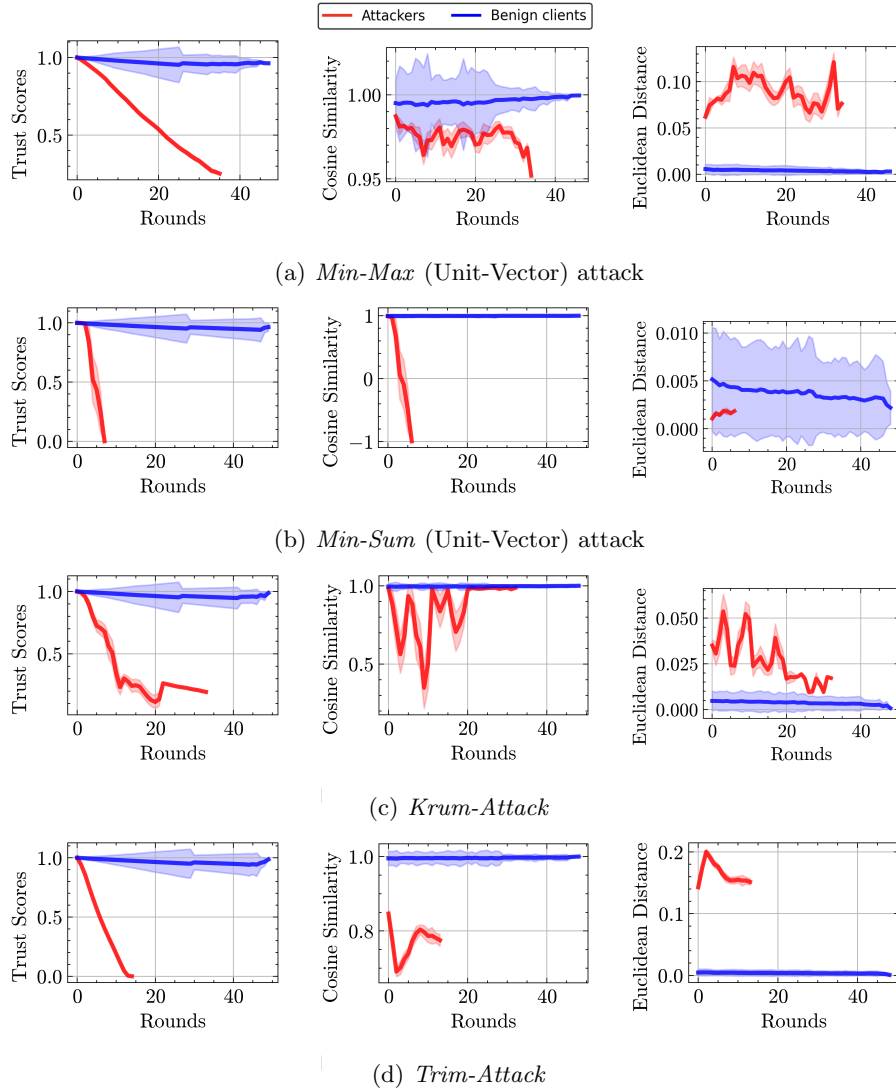 Attackers Benign clients
Trust Scores
1.0
0.5
0 20 40
Rounds
Cosine Similarity
1.00
0.95
0 20 40
Rounds
Euclidean Distance
0.10
0.05
0.00
0 20 40
Rounds
(a) Min-Max (Unit-Vector) attack
Trust Scores
1.0
0.5
0.0
0 20 40
Rounds
Cosine Similarity
1
0
−1
0 20 40
Rounds
Euclidean Distance
0.010
0.005
0.000
0 20 40
Rounds
(b) Min-Sum (Unit-Vector) attack
Trust Scores
1.0
0.5
0 20 40
Rounds
Cosine Similarity
1.0
0.5
0 20 40
Rounds
Euclidean Distance
0.050
0.025
0.000
0 20 40
Rounds
(c) Krum-Attack
Trust Scores
1.0
0.5
0.0
0 20 40
Rounds
Cosine Similarity
1.0
0.8
0 20 40
Rounds
Euclidean Distance
0.2
0.1
0.0
0 20 40
Rounds
(d) Trim-Attack